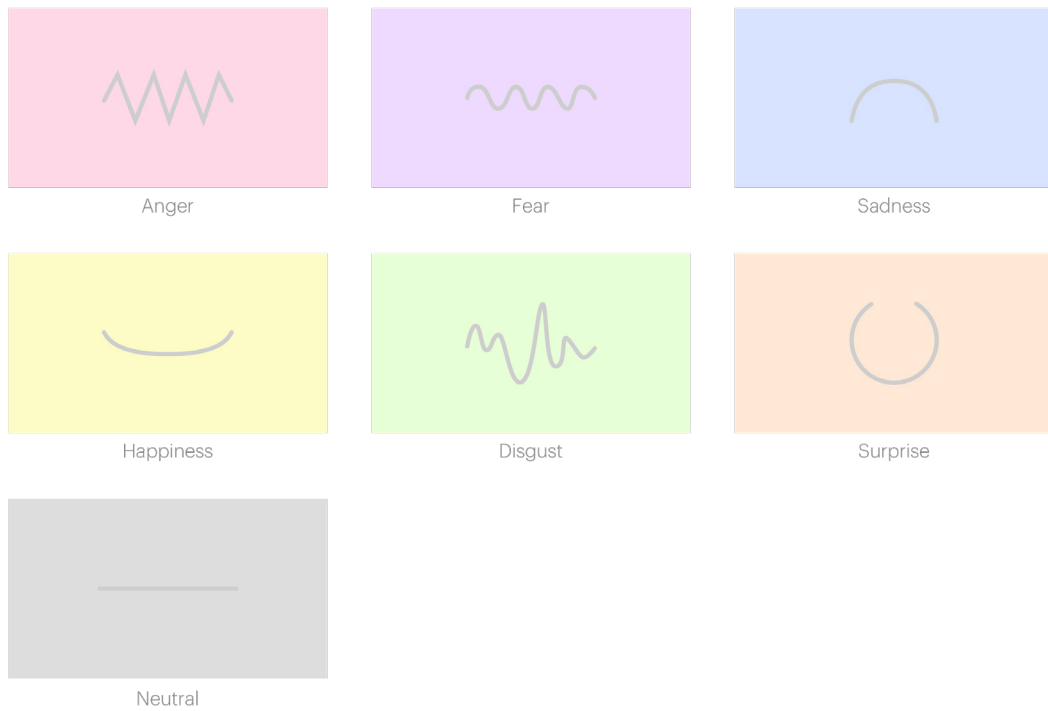 Anger
Fear
Sadness
Happiness
Disgust
Surprise
Neutral